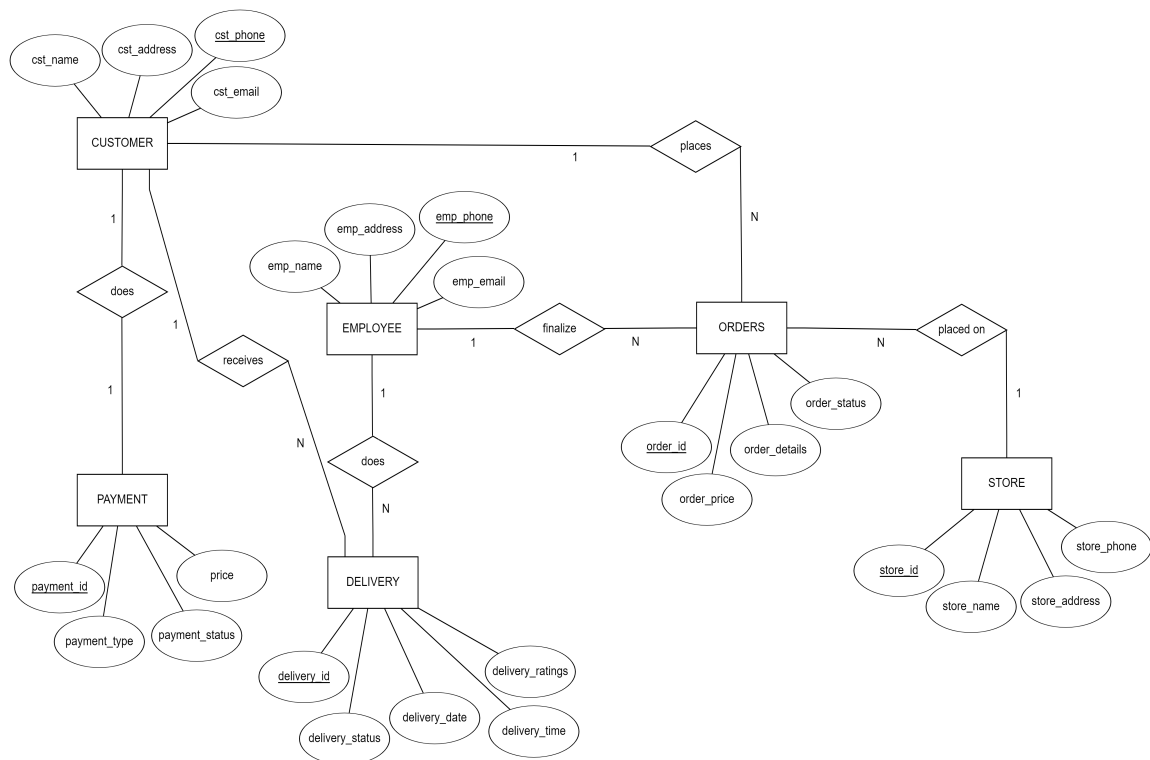 cst_phone
cst_address
cst_name
cst_email
CUSTOMER
places
1
1
N
emp_phone
emp_address
emp_name
emp_email
does
1
EMPLOYEE
finalize
ORDERS
placed on
1
N
N
receives
1
1
1
order_status
N
does
order_id
order_details
order_price
STORE
PAYMENT
N
store_phone
store_id
store_name
store_address
DELIVERY
price
payment_id
payment_type
payment_status
delivery_ratings
delivery_id
delivery_date
delivery_status
delivery_time